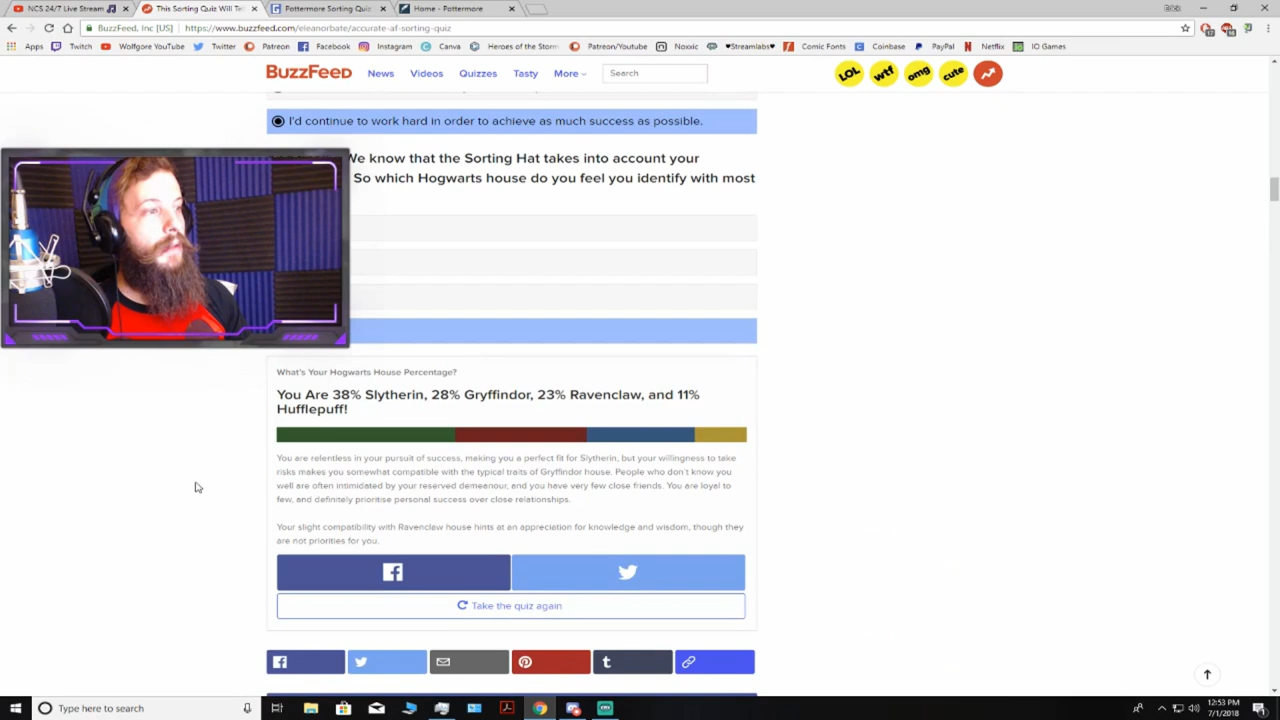 NCS 24/7 Live Stream
This Sorting Quiz Will Te
Pottermore Sorting Quiz
Home - Pottermore
BuzzFeed, Inc [US]
https://www.buzzfeed.com/eleanorbate/accurate-af-sorting-quiz
Apps Twitch Wolfgore YouTube Twitter Patreon Facebook Instagram Canva Heroes of the Storm Patreon/Youtube Noxxic *Streamlabs* Comic Fonts Coinbase PayPal Netflix IO Games
BuzzFeed News Videos Quizzes Tasty More Search LOL wtf omg cute
I'd continue to work hard in order to achieve as much success as possible.
We know that the Sorting Hat takes into account your
So which Hogwarts house do you feel you identify with most
What's Your Hogwarts House Percentage?
You Are 38% Slytherin, 28% Gryffindor, 23% Ravenclaw, and 11%
Hufflepuff!
You are relentless in your pursuit of success, making you a perfect fit for Slytherin, but your willingness to take
risks makes you somewhat compatible with the typical traits of Gryffindor house. People who don't know you
well are often intimidated by your reserved demeanour, and you have very few close friends. You are loyal to
few, and definitely prioritise personal success over close relationships.
Your slight compatibility with Ravenclaw house hints at an appreciation for knowledge and wisdom, though they
are not priorities for you.
Take the quiz again
Type here to search
12:53 PM
7/1/2018